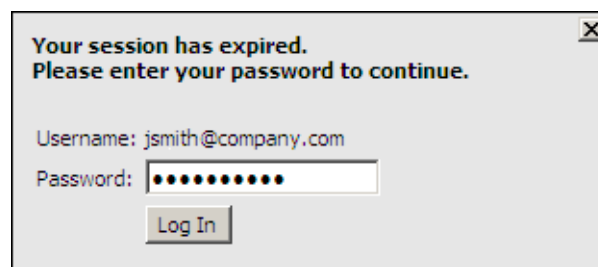 Your session has expired.
Please enter your password to continue.
Username: jsmith@company.com
Password: ●●●●●●●●●●
Log In